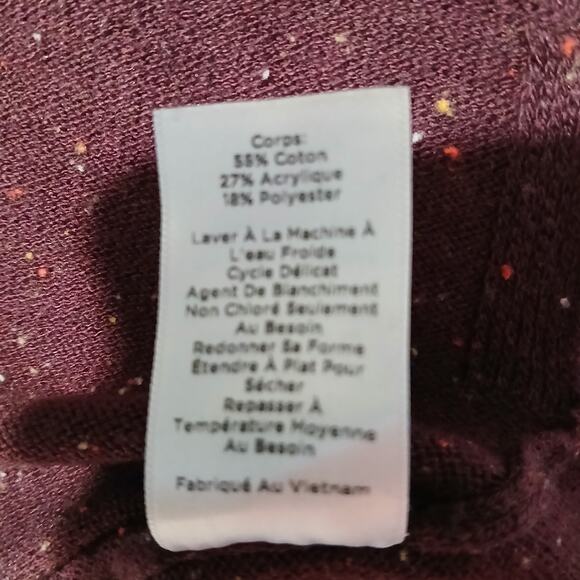 Corps:
55% Coton
27% Acrylique
18% Polyester
Laver À La Machine À
L'eau Froide
Cycle Délicat
Agent De Blanchiment
Non Chloré Seulement
Au Besoin
Redonner Sa Forme
Étendre À Plat Pour
Sécher
Repasser À
Température Moyenne
Au Besoin
Fabriqué Au Vietnam